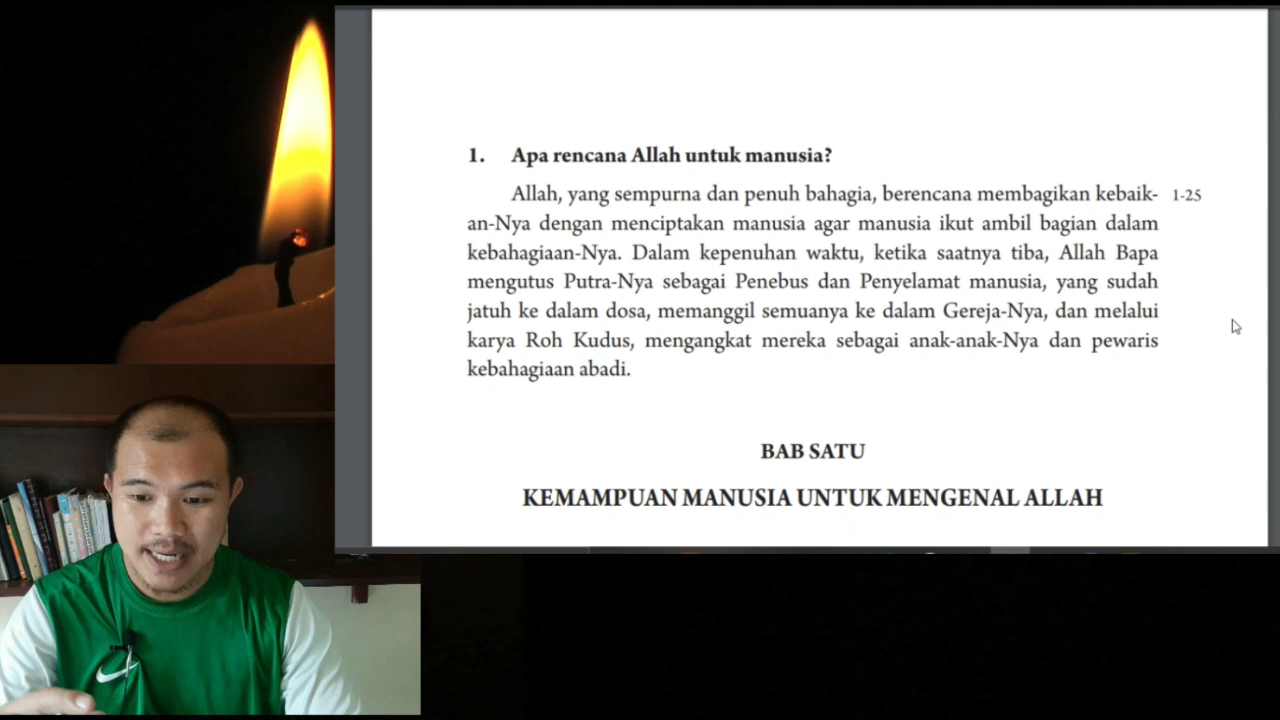 1. Apa rencana Allah untuk manusia?
Allah, yang sempurna dan penuh bahagia, berencana membagikan kebaik- 1-25
an-Nya dengan menciptakan manusia agar manusia ikut ambil bagian dalam
kebahagiaan-Nya. Dalam kepenuhan waktu, ketika saatnya tiba, Allah Bapa
mengutus Putra-Nya sebagai Penebus dan Penyelamat manusia, yang sudah
jatuh ke dalam dosa, memanggil semuanya ke dalam Gereja-Nya, dan melalui
karya Roh Kudus, mengangkat mereka sebagai anak-anak-Nya dan pewaris
kebahagiaan abadi.
BAB SATU
KEMAMPUAN MANUSIA UNTUK MENGENAL ALLAH